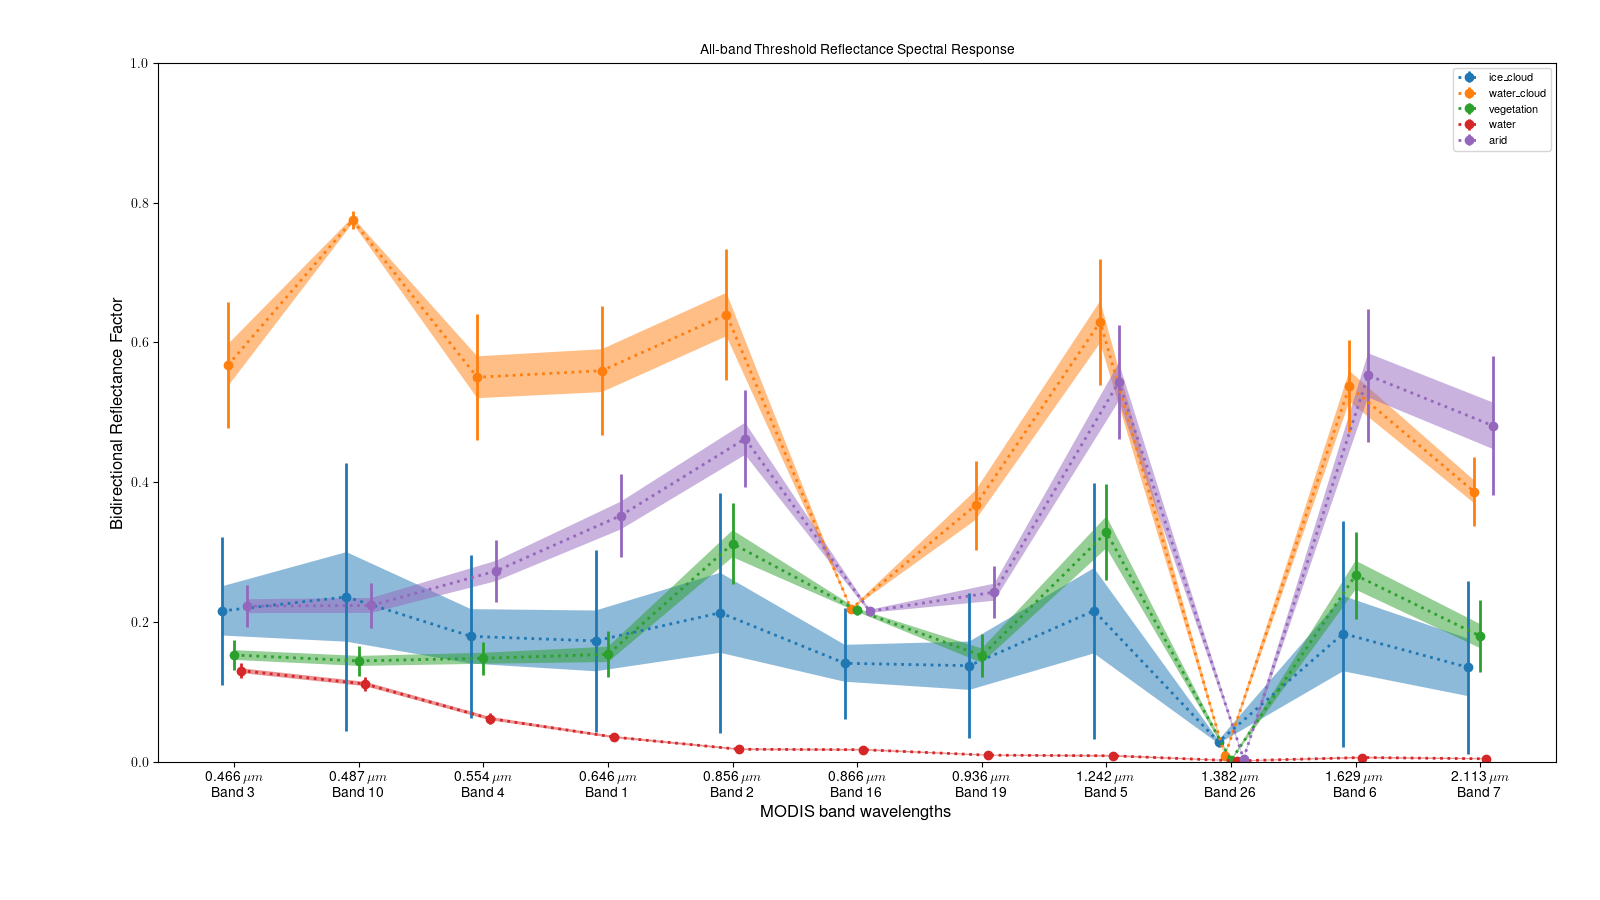 All-band Threshold Reflectance Spectral Response
ice_cloud
water_cloud
vegetation
water
arid
Bidirectional Reflectance Factor
1.0
0.8
0.6
0.4
0.2
0.0
0.466 μm 0.487 μm 0.554 μm 0.646 μm 0.856 μm 0.866 μm 0.936 μm 1.242 μm 1.382 μm 1.629 μm 2.113 μm
Band 3 Band 10 Band 4 Band 1 Band 2 Band 16 Band 19 Band 5 Band 26 Band 6 Band 7
MODIS band wavelengths